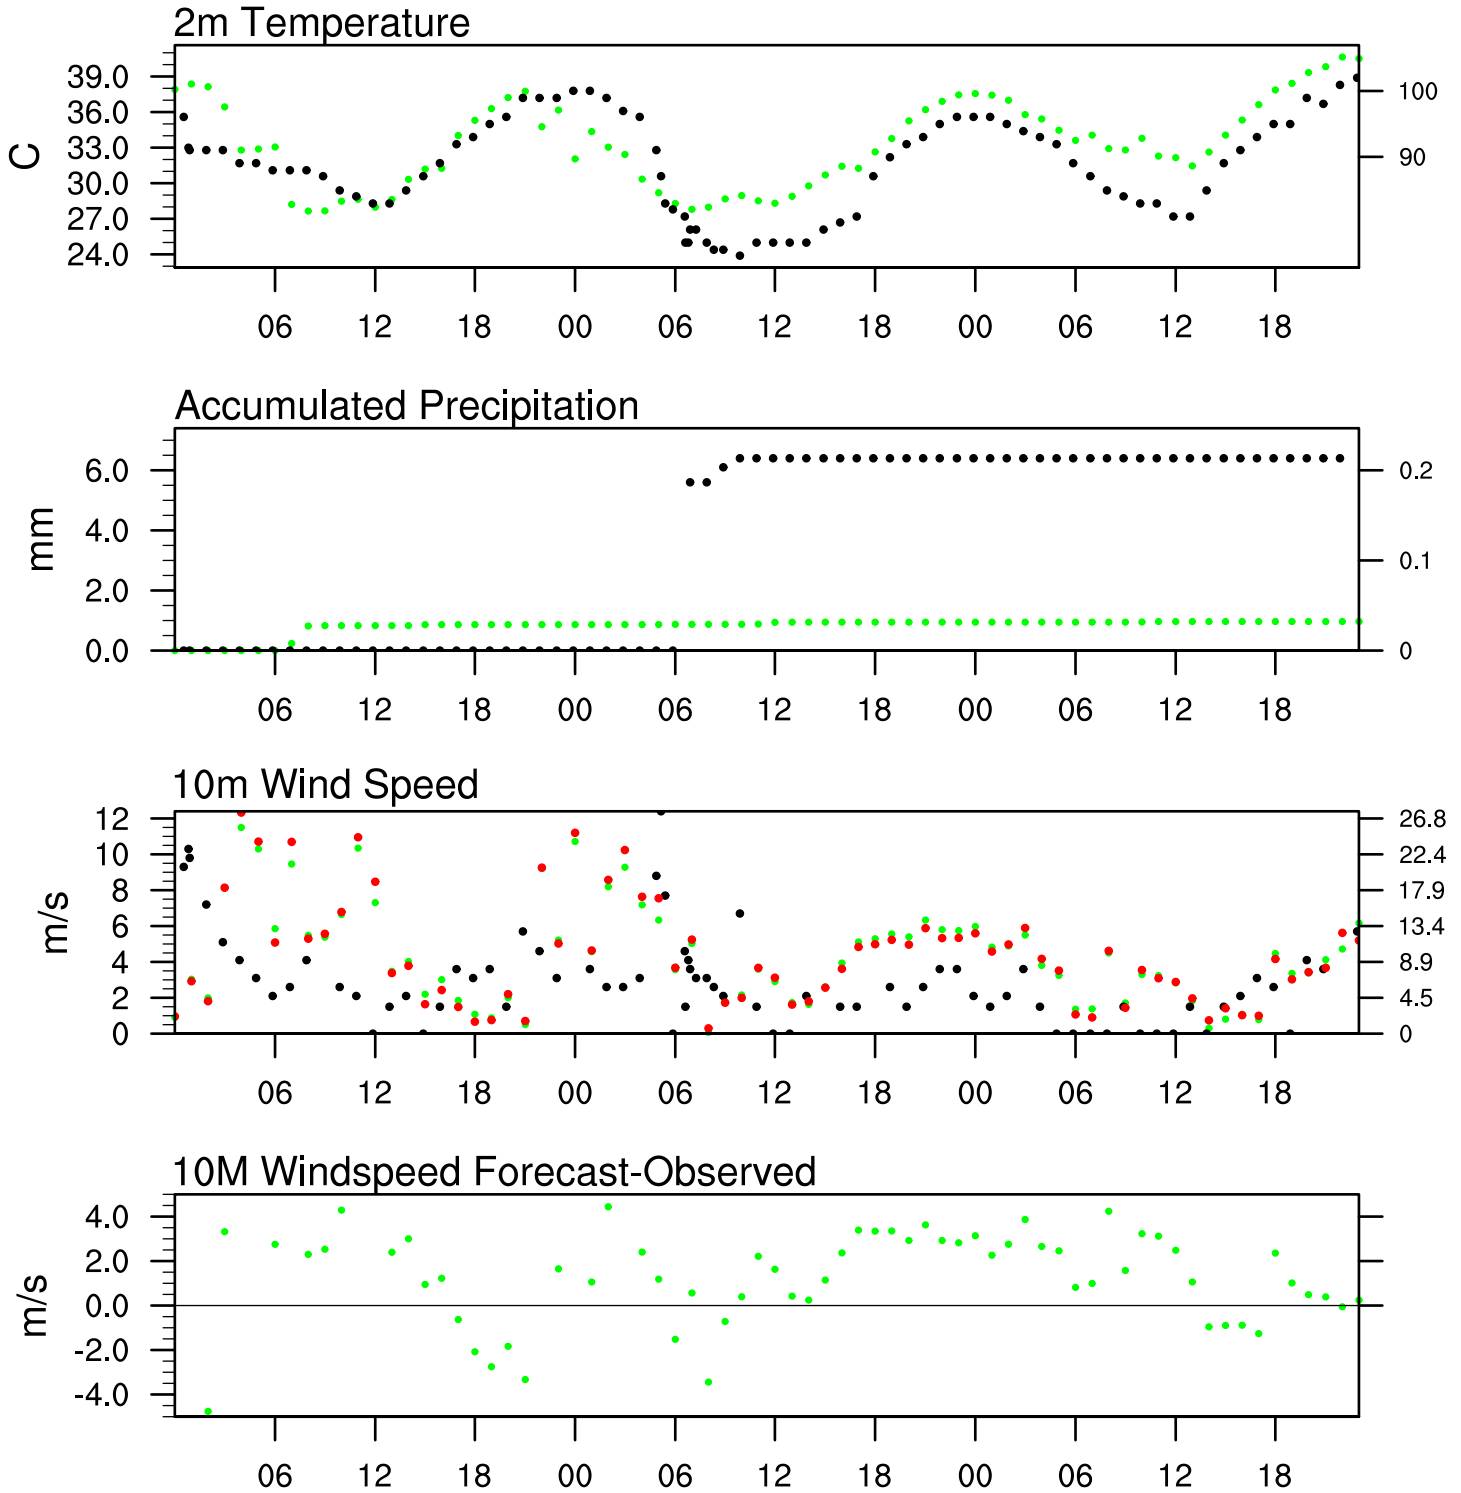 2m Temperature
39.0
36.0
33.0
30.0
27.0
24.0
C
100
90
06 12 18 00 06 12 18 00 06 12 18
Accumulated Precipitation
6.0
4.0
2.0
0.0
mm
0.2
0.1
0
06 12 18 00 06 12 18 00 06 12 18
10m Wind Speed
12
10
8
6
4
2
0
m/s
26.8
22.4
17.9
13.4
8.9
4.5
0
06 12 18 00 06 12 18 00 06 12 18
10M Windspeed Forecast-Observed
4.0
2.0
0.0
-2.0
-4.0
m/s
06 12 18 00 06 12 18 00 06 12 18